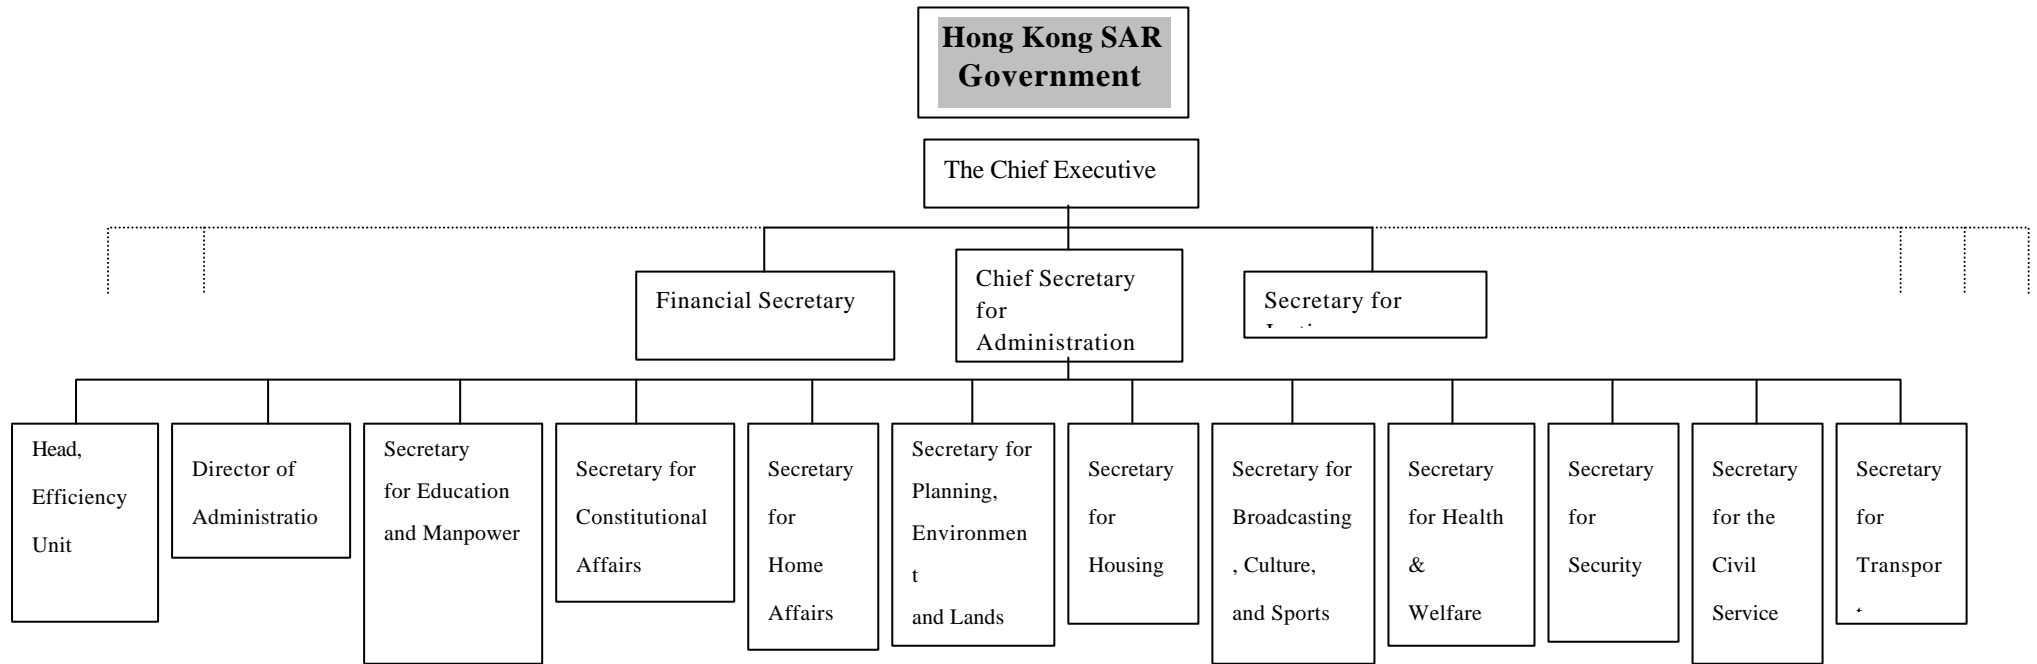 Hong Kong SAR
Government
The Chief Executive
Financial Secretary
Chief Secretary
for
Administration
Secretary for
Head,
Efficiency
Unit
Director of
Administratio
Secretary
for Education
and Manpower
Secretary for
Constitutional
Affairs
Secretary
for
Home
Affairs
Secretary for
Planning,
Environmen
t
and Lands
Secretary
for
Housing
Secretary for
Broadcasting
, Culture,
and Sports
Secretary
for Health
&
Welfare
Secretary
for
Security
Secretary
for the
Civil
Service
Secretary
for
Transpor